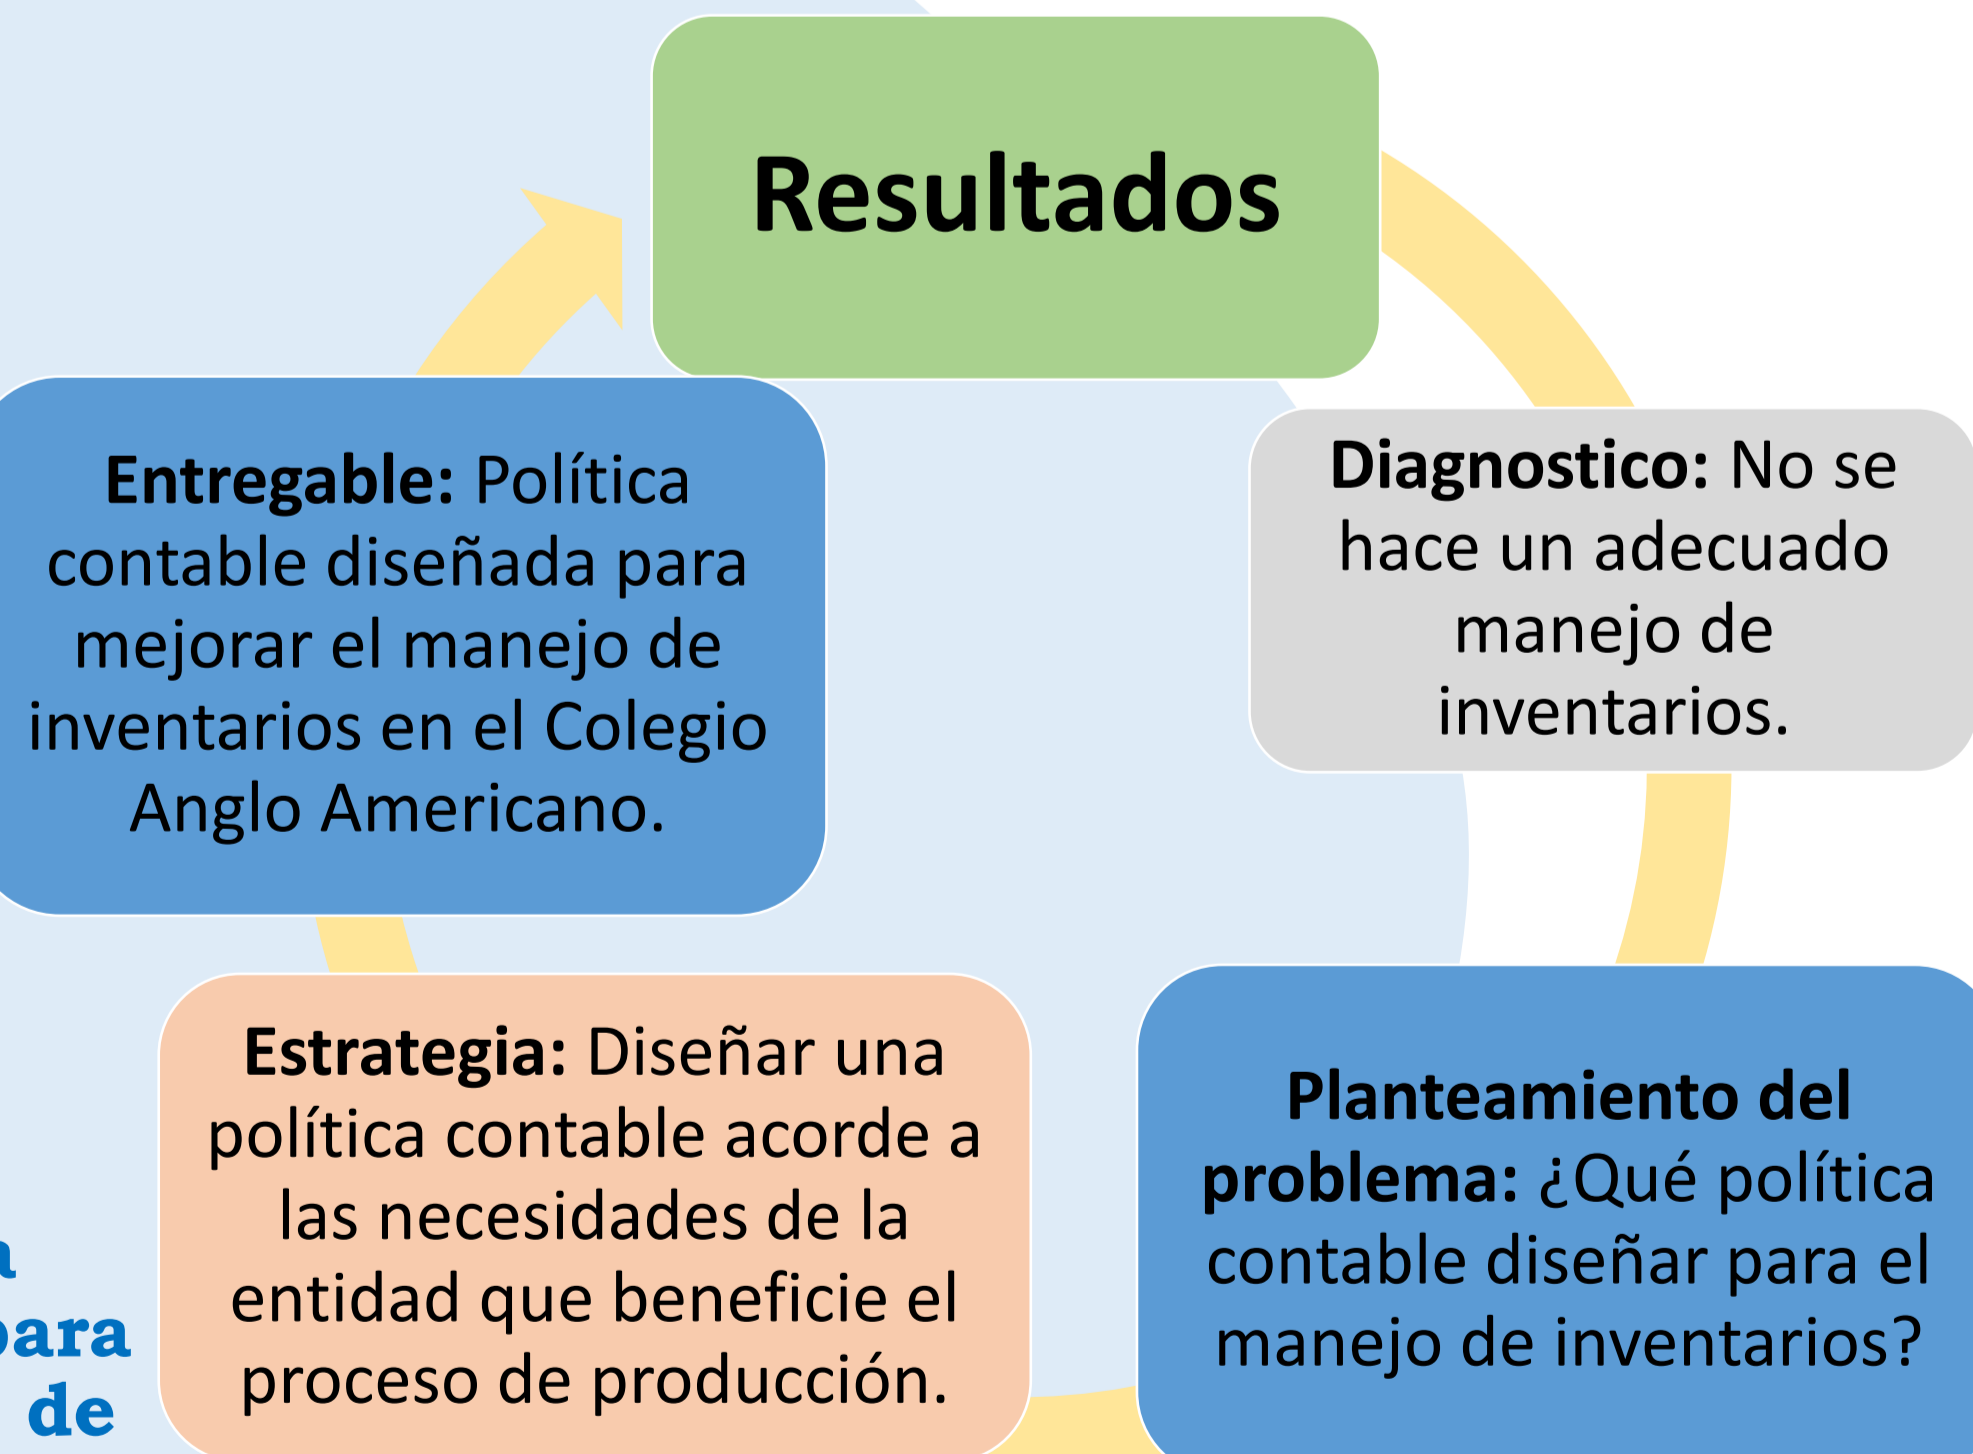 Resultados
Diagnostico: No se
hace un adecuado
manejo de
inventarios.
Planteamiento del
problema: ¿Qué política
contable diseñar para el
manejo de inventarios?
Estrategia: Diseñar una
política contable acorde a
las necesidades de la
entidad que beneficie el
proceso de producción.
Entregable: Política
contable diseñada para
mejorar el manejo de
inventarios en el Colegio
Anglo Americano.
para
de